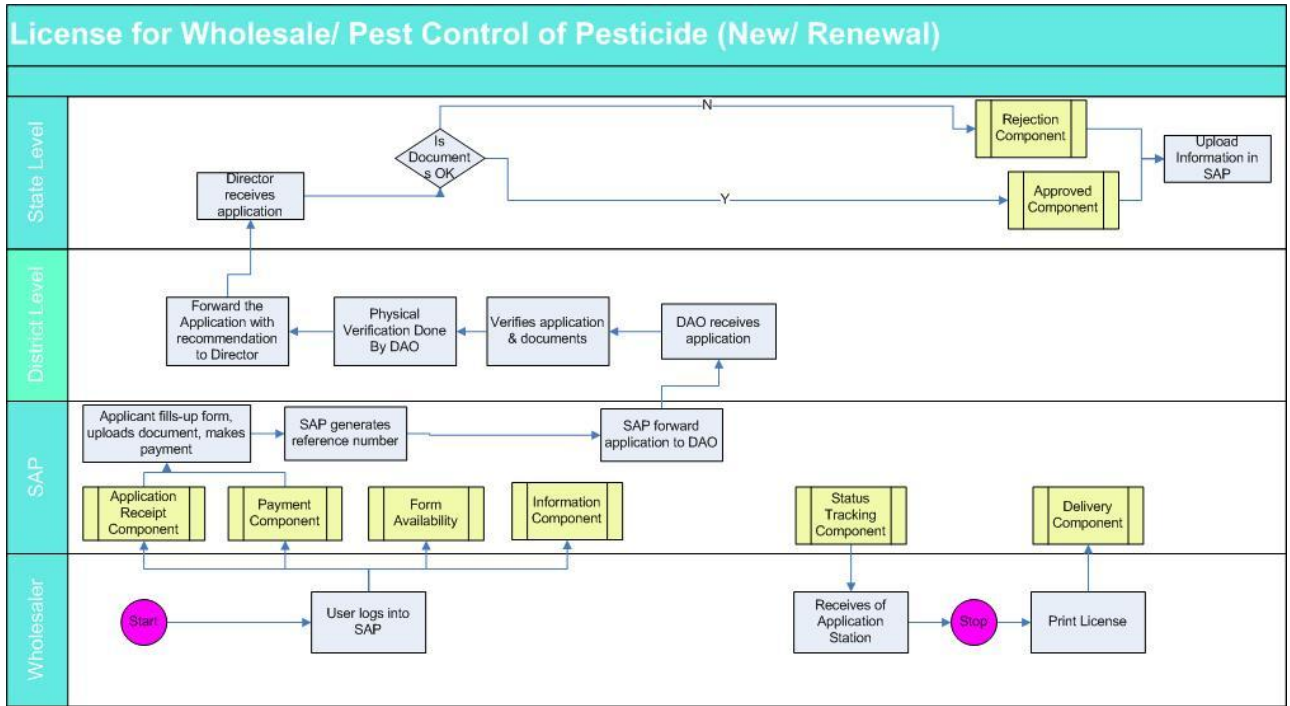 License for Wholesale/ Pest Control of Pesticide (New/ Renewal)
State Level
N
Rejection
Component
Is
Document
s OK
Upload
Information in
SAP
Director
receives
application
Y
Approved
Component
District Level
Forward the
Application with
recommendation
to Director
Physical
Verification Done
By DAO
Verifies application
& documents
DAO receives
application
SAP
Applicant fills-up form,
uploads document, makes
payment
SAP generates
reference number
SAP forward
application to DAO
Application
Receipt
Component
Payment
Component
Form
Availability
Information
Component
Status
Tracking
Component
Delivery
Component
Wholesaler
Start
User logs into
SAP
Receives of
Application
Station
Stop
Print License